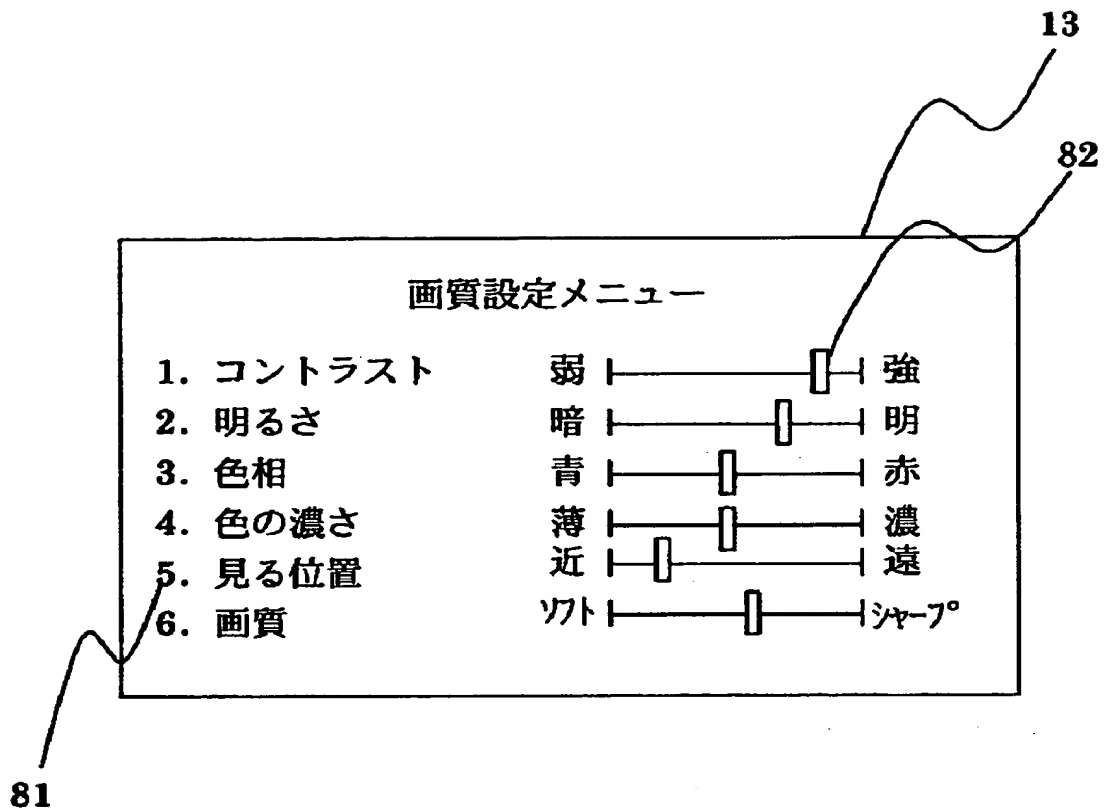 13
82
画質設定メニュー
1. コントラスト 弱 強
2. 明るさ 暗 明
3. 色相 青 赤
4. 色の濃さ 薄 濃
5. 見る位置 近 遠
6. 画質 ソフト シャープ
81